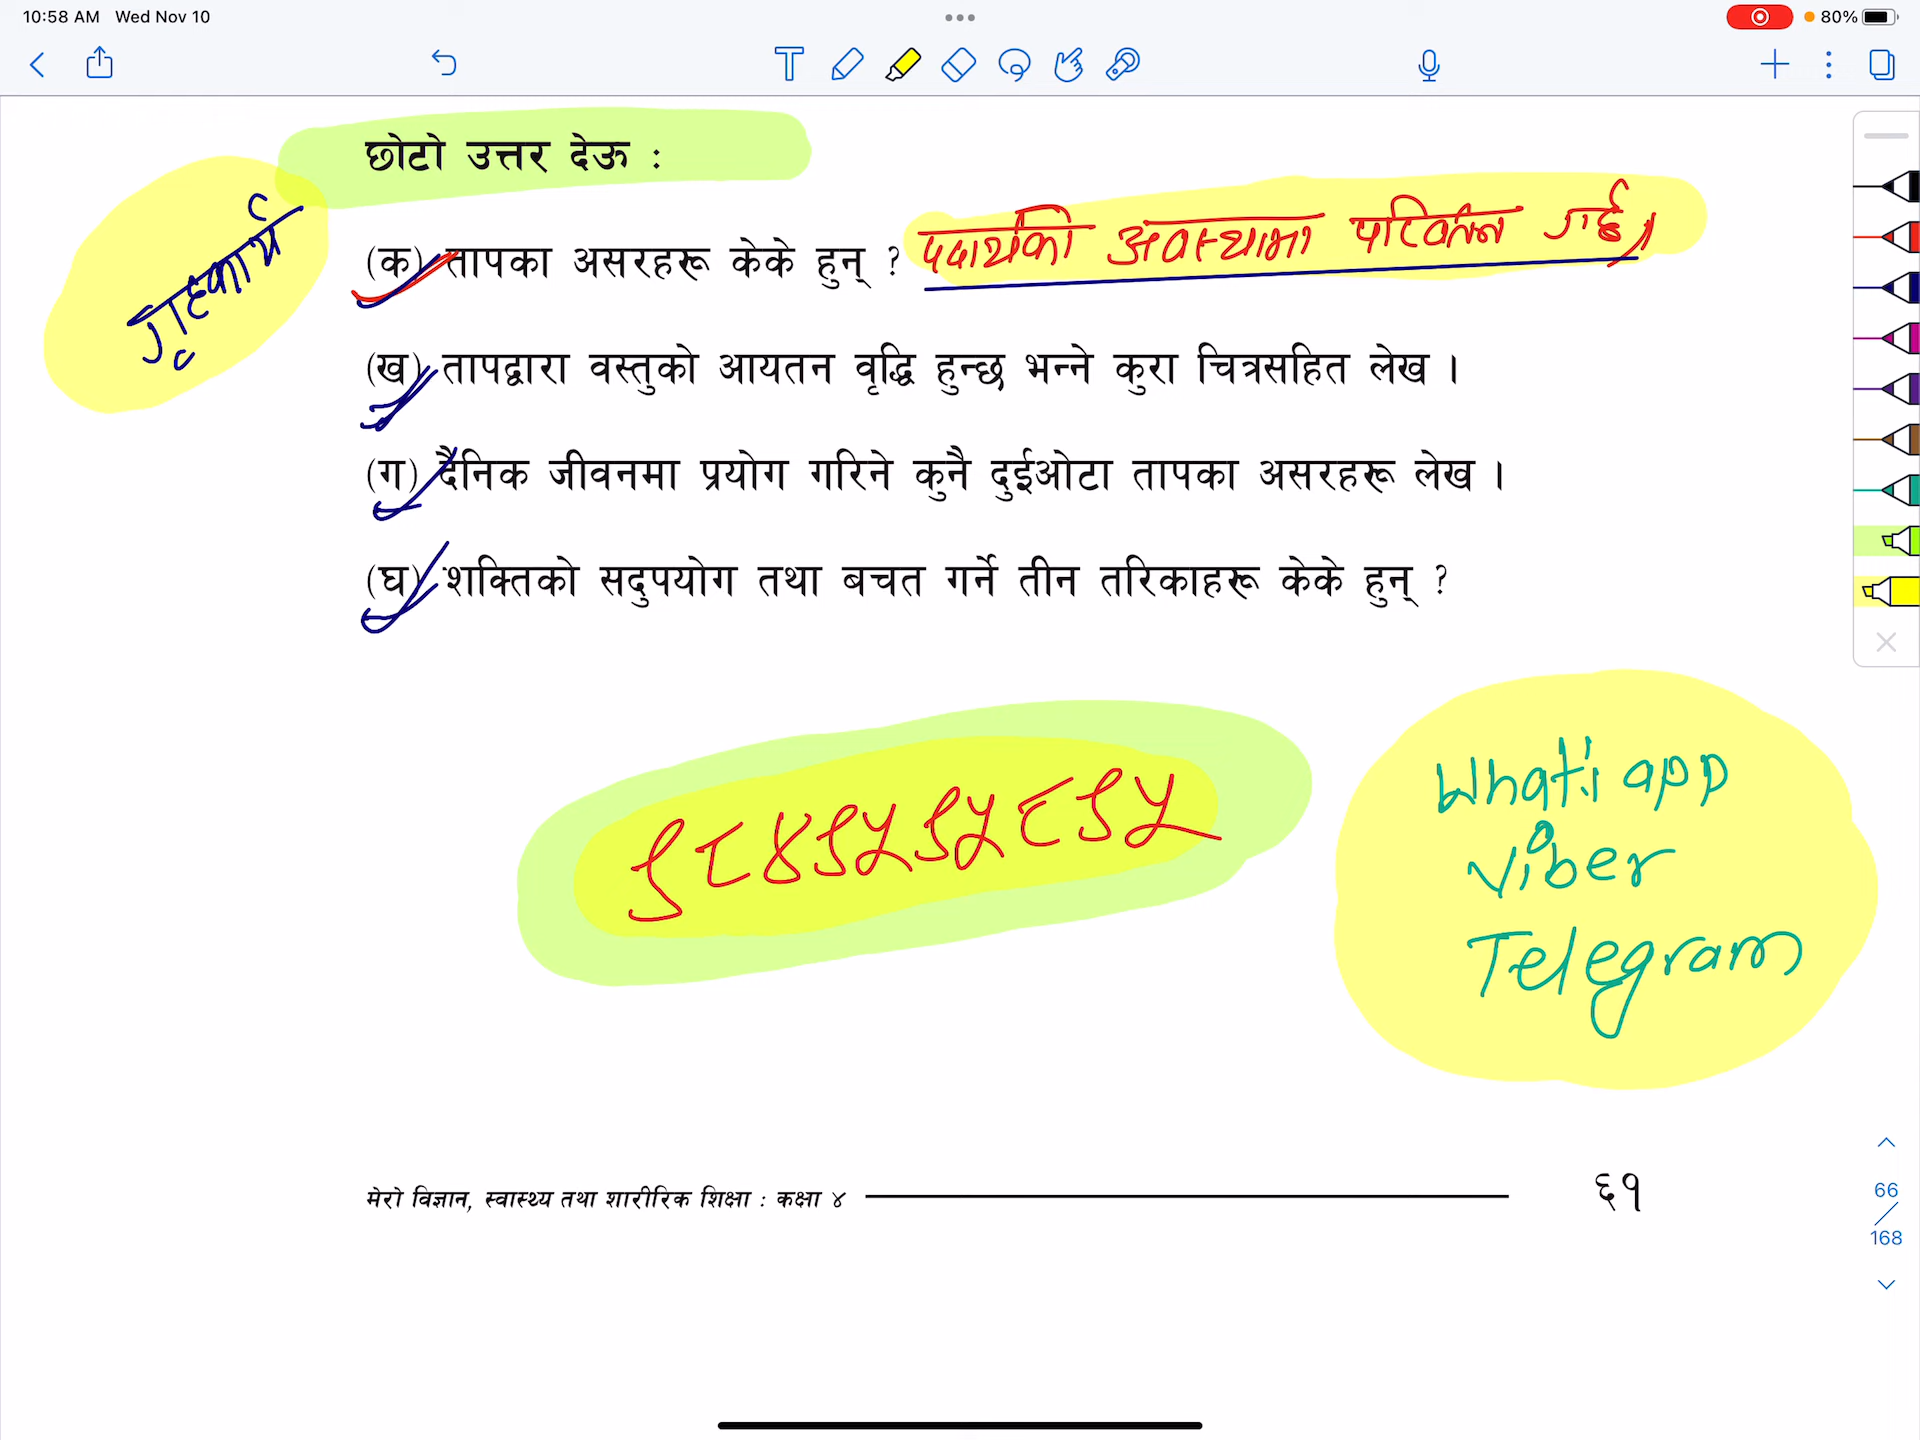 10:58 AM Wed Nov 10
80%
छोटो उत्तर देऊ :
गृहकार्य
(क) तापका असरहरू केके हुन् ? पदार्थको अवस्थामा परिवर्तन गर्छ।
(ख) तापद्वारा वस्तुको आयतन वृद्धि हुन्छ भन्ने कुरा चित्रसहित लेख ।
(ग) दैनिक जीवनमा प्रयोग गरिने कुनै दुईओटा तापका असरहरू लेख ।
(घ) शक्तिको सदुपयोग तथा बचत गर्ने तीन तरिकाहरू केके हुन् ?
Whats app
Viber
Telegram
मेरो विज्ञान, स्वास्थ्य तथा शारीरिक शिक्षा : कक्षा ४
६१
66
168